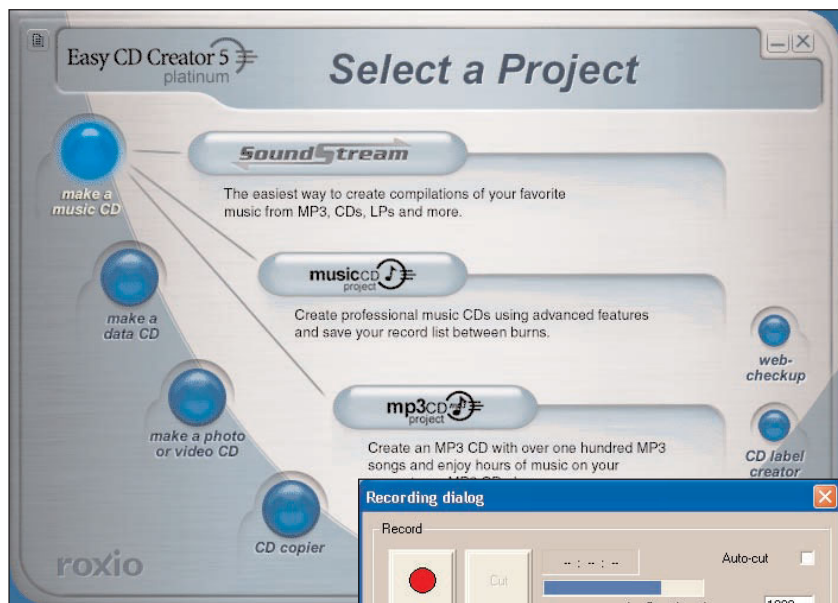 Easy CD Creator 5
platinum
Select a Project
make a
music CD
SoundStream
The easiest way to create compilations of your favorite
music from MP3, CDs, LPs and more.
musicCD
project
Create professional music CDs using advanced features
and save your record list between burns.
make a
data CD
web-
checkup
mp3CD
project
Create an MP3 CD with over one hundred MP3
songs and enjoy hours of music on your
make a photo
or video CD
CD label
creator
CD copier
roxio
Recording dialog
Record
Cut
-- : -- : --
Auto-cut